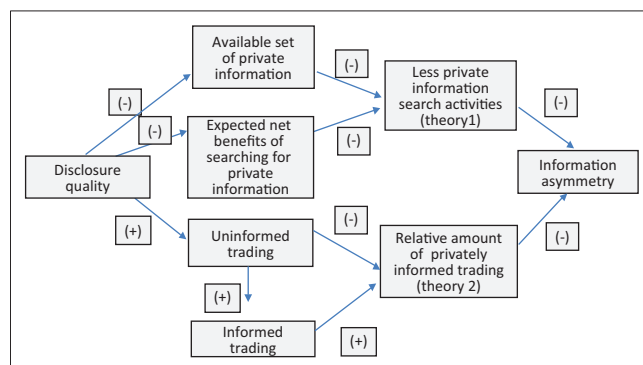 Available set
of private
information
(-)
Less private
information
search activities
(theory1)
(-)
(-)
(-)
Expected net
benefits of
searching for
private
information
(-)
Disclosure
quality
Information
asymmetry
(+)
Uninformed
trading
(-)
Relative amount
of privately
informed trading
(theory 2)
(-)
(+)
Informed
trading
(+)